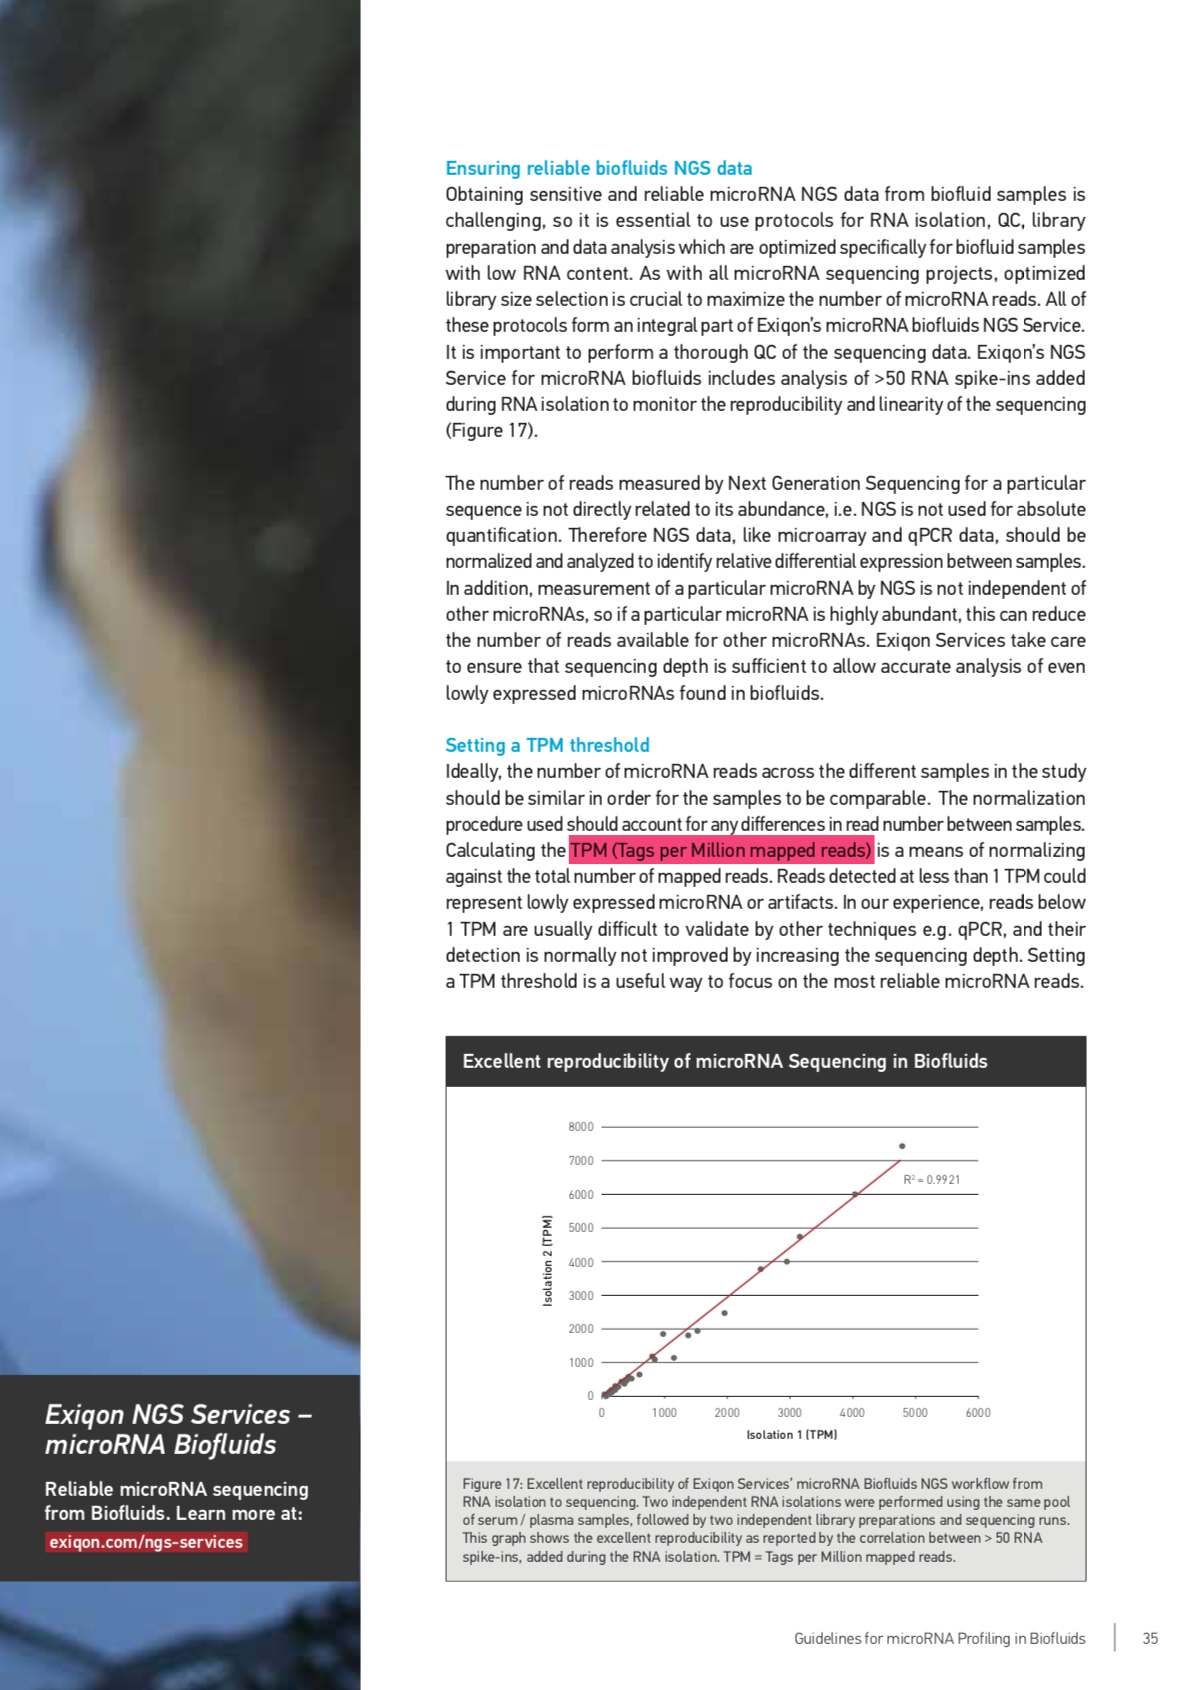 Ensuring reliable biofluids NGS data
Obtaining sensitive and reliable microRNA NGS data from biofluid samples is
challenging, so it is essential to use protocols for RNA isolation, QC, library
preparation and data analysis which are optimized specifically for biofluid samples
with low RNA content. As with all microRNA sequencing projects, optimized
library size selection is crucial to maximize the number of microRNA reads. All of
these protocols form an integral part of Exiqon's microRNA biofluids NGS Service.
It is important to perform a thorough QC of the sequencing data. Exiqon's NGS
Service for microRNA biofluids includes analysis of >50 RNA spike-ins added
during RNA isolation to monitor the reproducibility and linearity of the sequencing
(Figure 17).
The number of reads measured by Next Generation Sequencing for a particular
sequence is not directly related to its abundance, i.e. NGS is not used for absolute
quantification. Therefore NGS data, like microarray and qPCR data, should be
normalized and analyzed to identify relative differential expression between samples.
In addition, measurement of a particular microRNA by NGS is not independent of
other microRNAs, so if a particular microRNA is highly abundant, this can reduce
the number of reads available for other microRNAs. Exiqon Services take care
to ensure that sequencing depth is sufficient to allow accurate analysis of even
lowly expressed microRNAs found in biofluids.
Setting a TPM threshold
Ideally, the number of microRNA reads across the different samples in the study
should be similar in order for the samples to be comparable. The normalization
procedure used should account for any differences in read number between samples.
Calculating the TPM (Tags per Million mapped reads) is a means of normalizing
against the total number of mapped reads. Reads detected at less than 1 TPM could
represent lowly expressed microRNA or artifacts. In our experience, reads below
1 TPM are usually difficult to validate by other techniques e.g. qPCR, and their
detection is normally not improved by increasing the sequencing depth. Setting
a TPM threshold is a useful way to focus on the most reliable microRNA reads.
Excellent reproducibility of microRNA Sequencing in Biofluids
8000
7000
6000
5000
4000
3000
2000
1000
0
Isolation 2 (TPM)
R² = 0.9921
0 1000 2000 3000 4000 5000 6000
Isolation 1 (TPM)
Figure 17: Excellent reproducibility of Exiqon Services' microRNA Biofluids NGS workflow from
RNA isolation to sequencing. Two independent RNA isolations were performed using the same pool
of serum / plasma samples, followed by two independent library preparations and sequencing runs.
This graph shows the excellent reproducibility as reported by the correlation between > 50 RNA
spike-ins, added during the RNA isolation. TPM = Tags per Million mapped reads.
Exiqon NGS Services –
microRNA Biofluids
Reliable microRNA sequencing
from Biofluids. Learn more at:
exiqon.com/ngs-services
Guidelines for microRNA Profiling in Biofluids 35